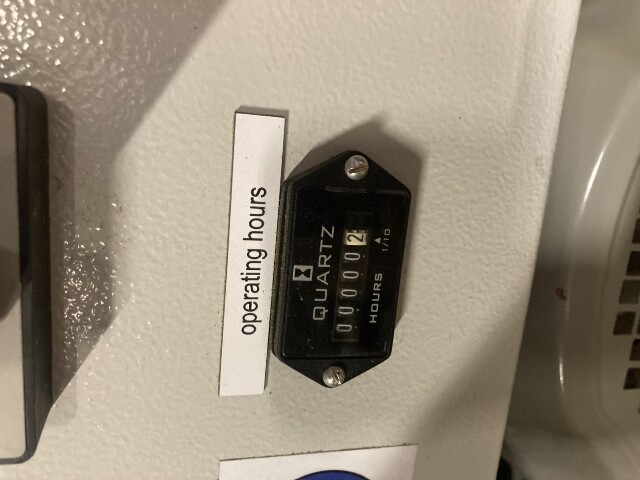 operating hours
QUARTZ
000002
HOURS 1/10